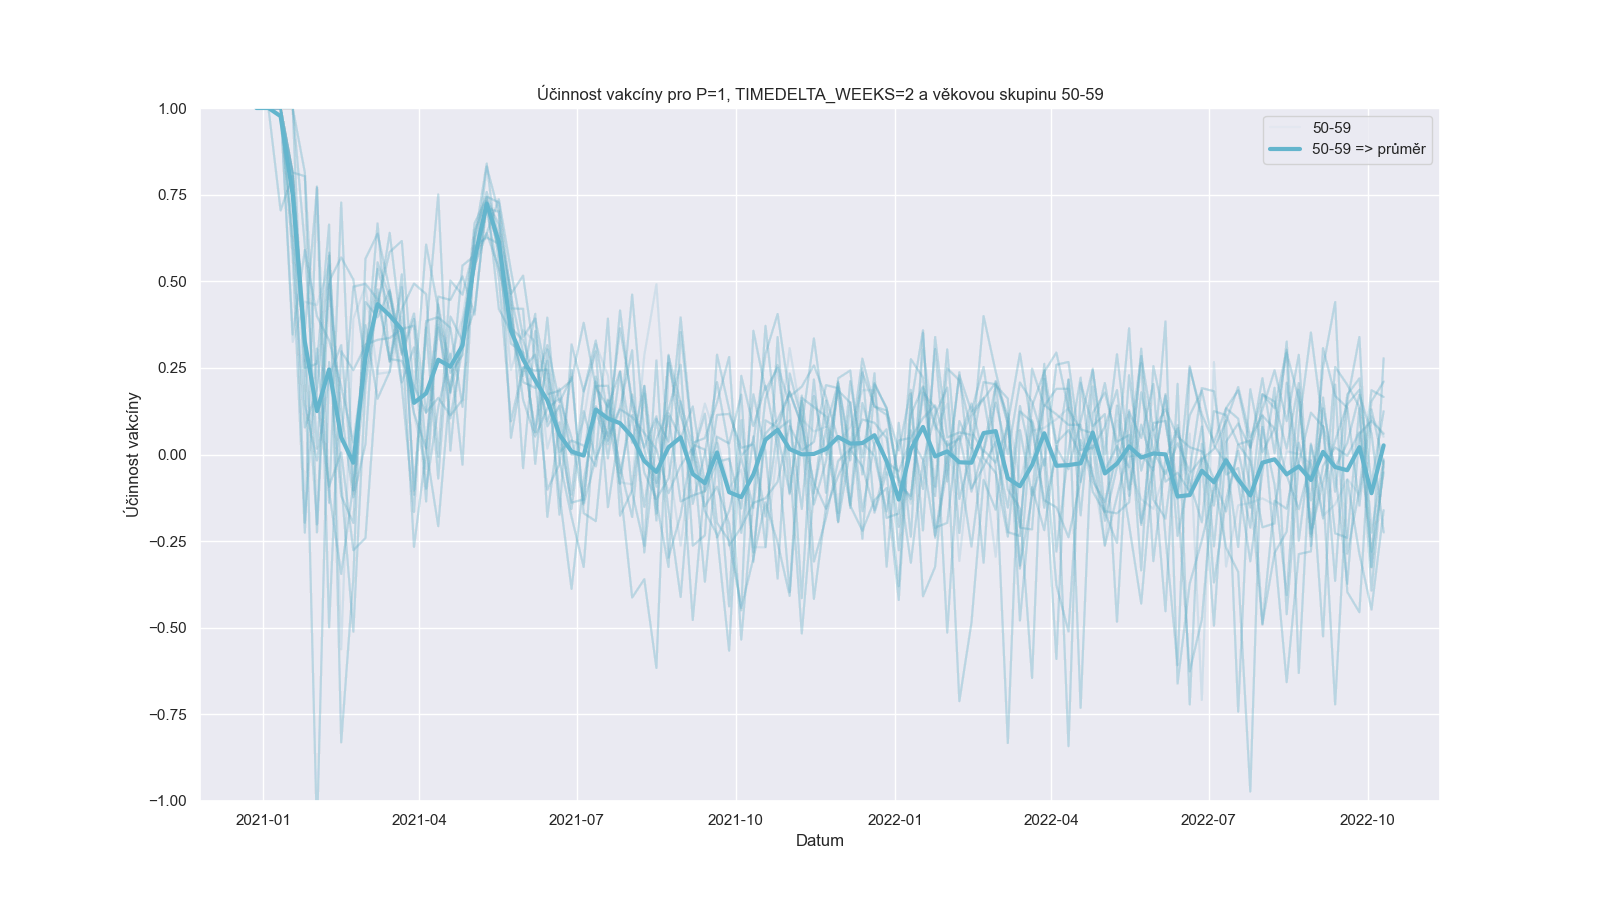 Účinnost vakcíny pro P=1, TIMEDELTA_WEEKS=2 a věkovou skupinu 50-59
50-59
50-59 => průměr
Účinnost vakcíny
1.00
0.75
0.50
0.25
0.00
−0.25
−0.50
−0.75
−1.00
2021-01 2021-04 2021-07 2021-10 2022-01 2022-04 2022-07 2022-10
Datum